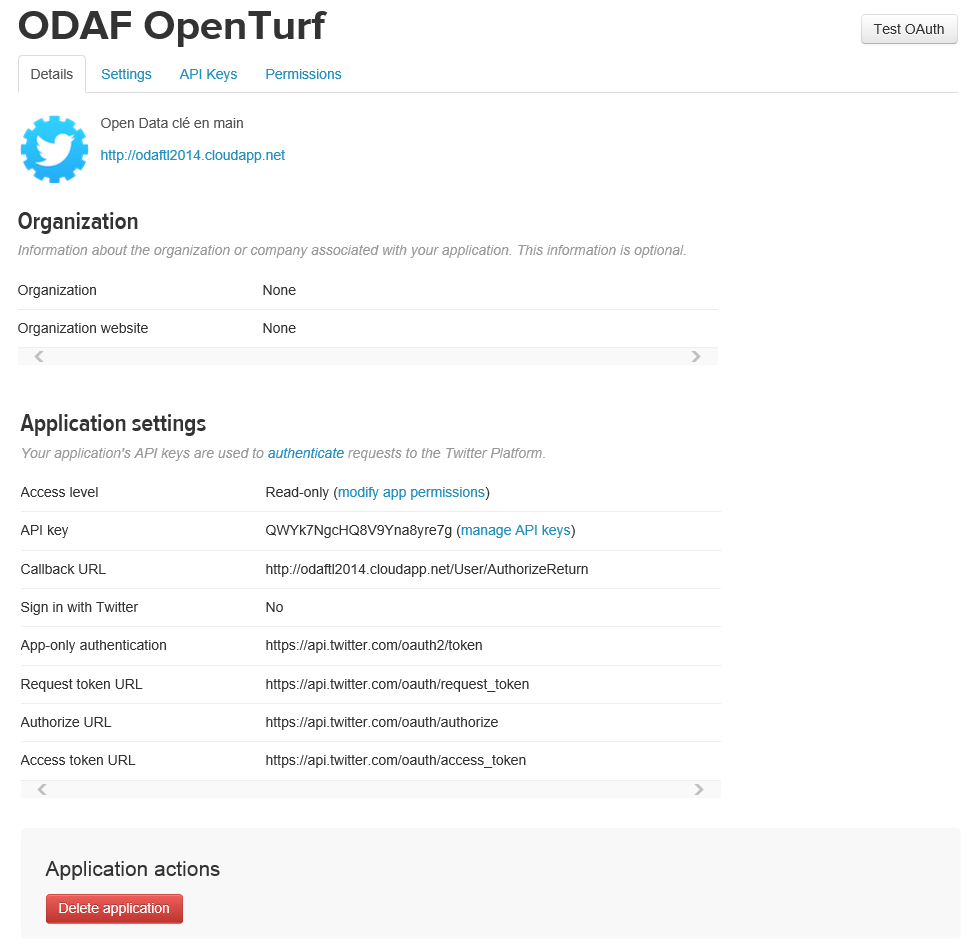 ODAF OpenTurf
Test OAuth
Details Settings API Keys Permissions
Open Data clé en main
http://odaftl2014.cloudapp.net
Organization
Information about the organization or company associated with your application. This information is optional.
Organization None
Organization website None
Application settings
Your application's API keys are used to authenticate requests to the Twitter Platform.
Access level Read-only (modify app permissions)
API key QWYk7NgcHQ8V9Yna8yre7g (manage API keys)
Callback URL http://odaftl2014.cloudapp.net/User/AuthorizeReturn
Sign in with Twitter No
App-only authentication https://api.twitter.com/oauth2/token
Request token URL https://api.twitter.com/oauth/request_token
Authorize URL https://api.twitter.com/oauth/authorize
Access token URL https://api.twitter.com/oauth/access_token
Application actions
Delete application